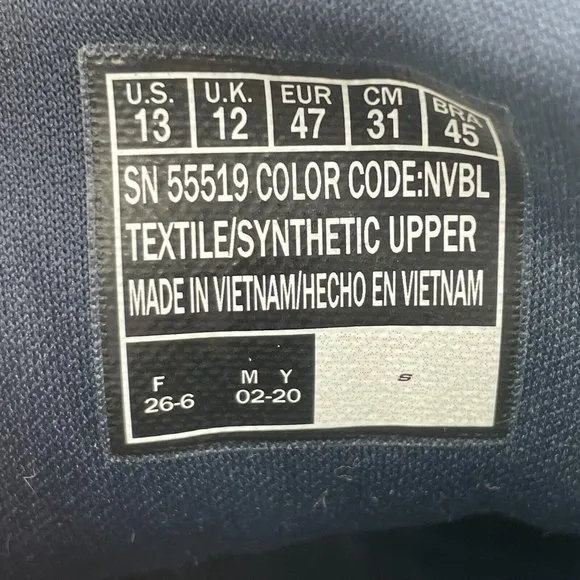 U.S. U.K. EUR CM BRA
13 12 47 31 45
SN 55519 COLOR CODE:NVBL
TEXTILE/SYNTHETIC UPPER
MADE IN VIETNAM/HECHO EN VIETNAM
F M Y
26-6 02-20
S